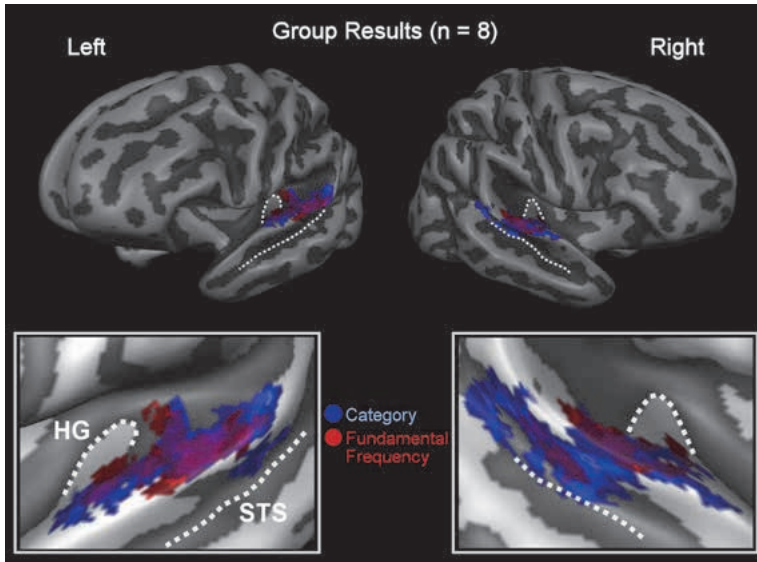 Group Results (n = 8)
Left
Right
HG
STS
Category
Fundamental
Frequency